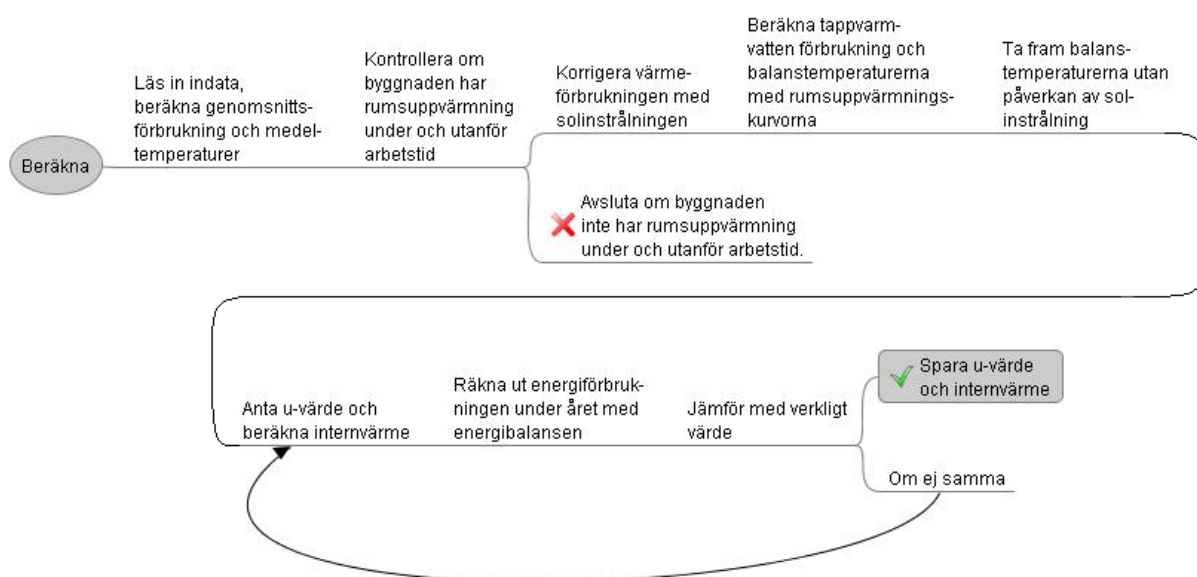 Beräkna
Läs in indata,
beräkna genomsnitts-
förbrukning och medel-
temperaturer
Kontrollera om
byggnaden har
rumsuppvärmning
under och utanför
arbetstid
Korrigera värme-
förbrukningen med
solinstrålningen
Beräkna tappvarm-
vatten förbrukning och
balanstemperaturerna
med rumsuppvärmnings-
kurvorna
Ta fram balans-
temperaturerna utan
påverkan av sol-
instrålning
Avsluta om byggnaden
inte har rumsuppvärmning
under och utanför arbetstid.
Anta u-värde och
beräkna internvärme
Räkna ut energiförbruk-
ningen under året med
energibalansen
Jämför med verkligt
värde
Spara u-värde
och internvärme
Om ej samma